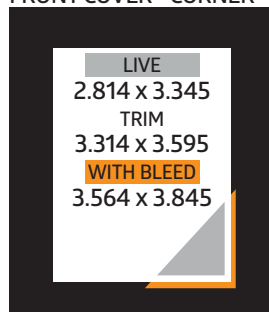 FRONT COVER - CORNER
LIVE
2.814 x 3.345
TRIM
3.314 x 3.595
WITH BLEED
3.564 x 3.845